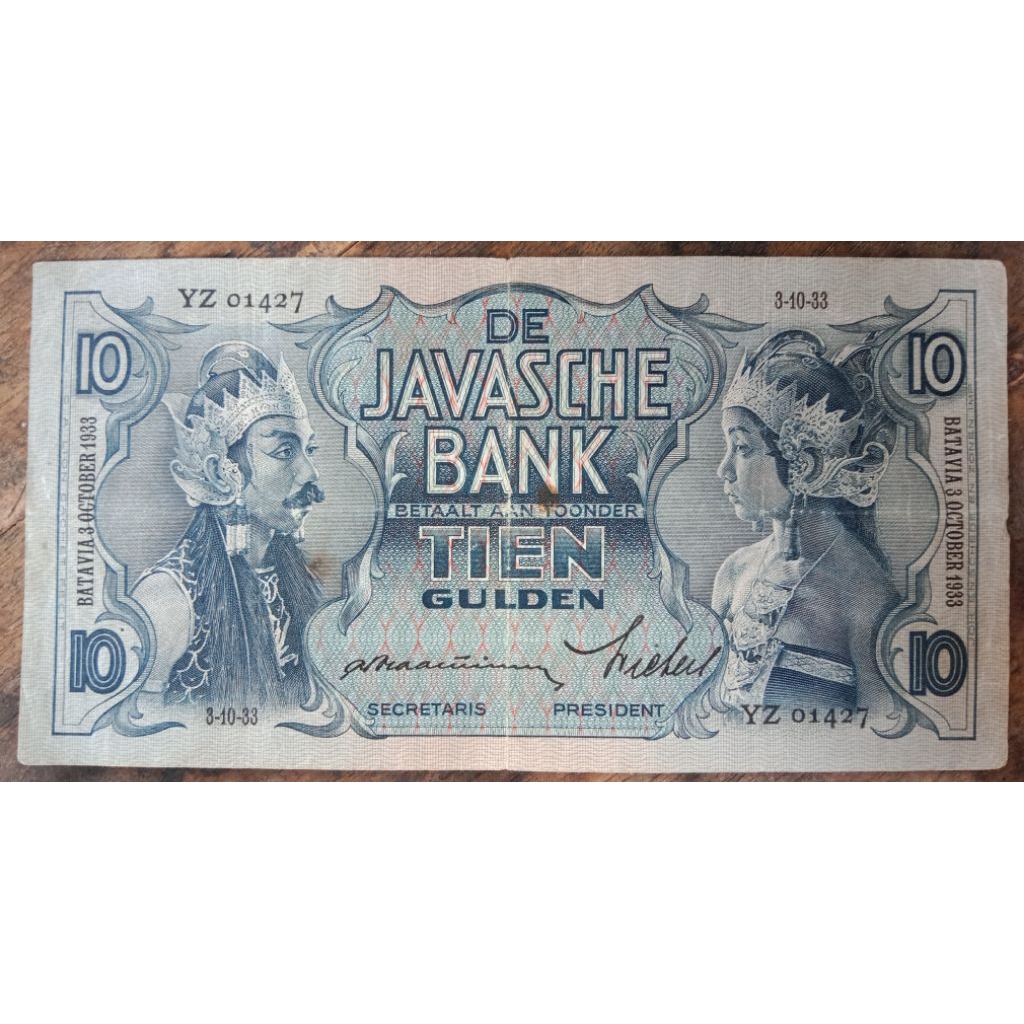 YZ 01427
3-10-33
10
10
DE
JAVASCHE
BANK
BETAALT AAN TOONDER
TIEN
GULDEN
BATAVIA 3 OCTOBER 1933
BATAVIA 3 OCTOBER 1933
10
10
3-10-33
SECRETARIS
PRESIDENT
YZ 01427